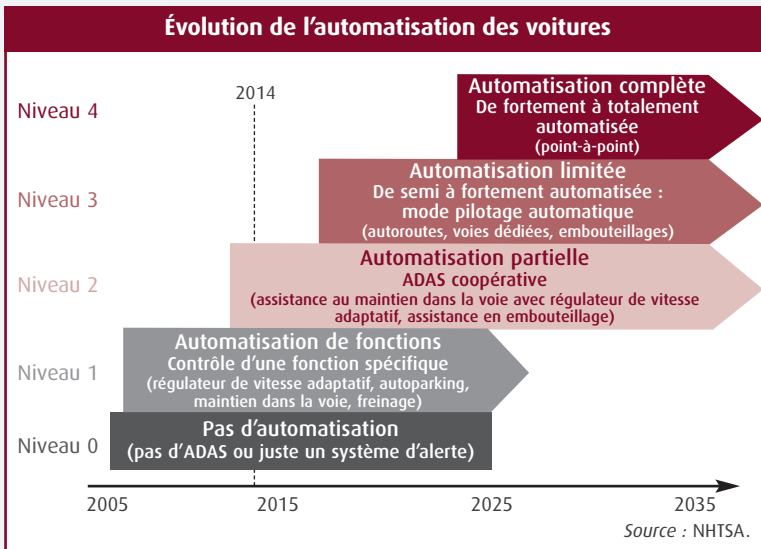 Évolution de l'automatisation des voitures
2014
Niveau 4
Automatisation complète
De fortement à totalement
automatisée
(point-à-point)
Niveau 3
Automatisation limitée
De semi à fortement automatisée :
mode pilotage automatique
(autoroutes, voies dédiées, embouteillages)
Niveau 2
Automatisation partielle
ADAS coopérative
(assistance au maintien dans la voie avec régulateur de vitesse
adaptatif, assistance en embouteillage)
Niveau 1
Automatisation de fonctions
Contrôle d'une fonction spécifique
(régulateur de vitesse adaptatif, autoparking,
maintien dans la voie, freinage)
Niveau 0
Pas d'automatisation
(pas d'ADAS ou juste un système d'alerte)
2005 2015 2025 2035
Source : NHTSA.